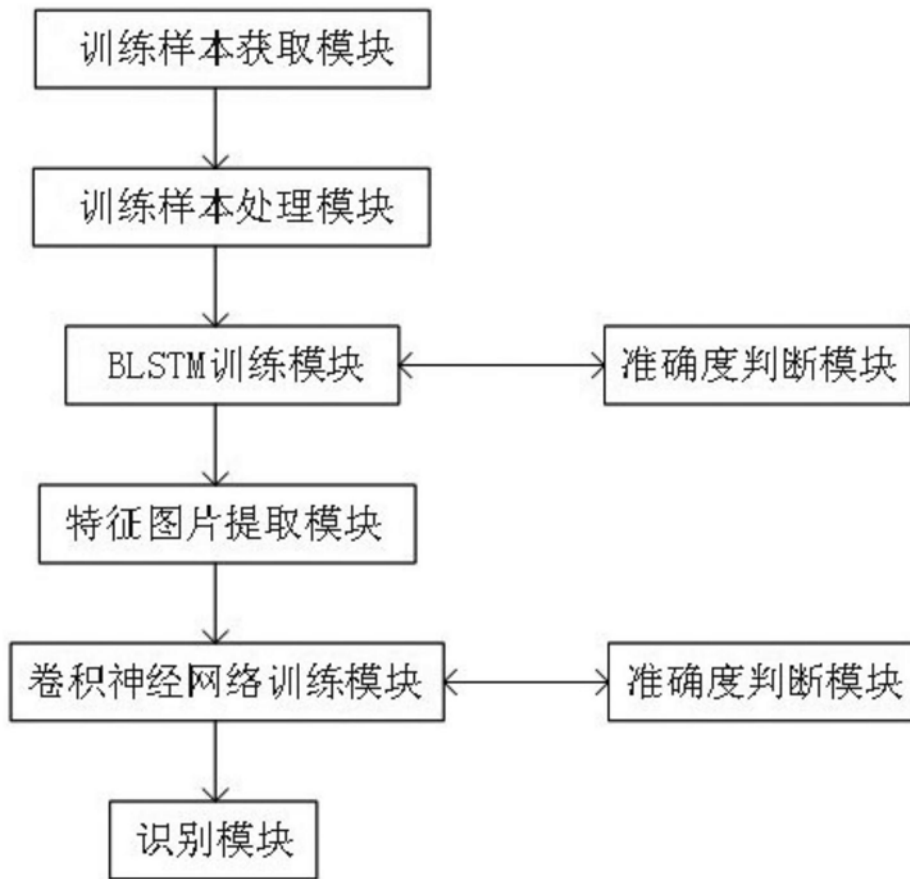 训练样本获取模块
训练样本处理模块
BLSTM训练模块
准确度判断模块
特征图片提取模块
卷积神经网络训练模块
准确度判断模块
识别模块